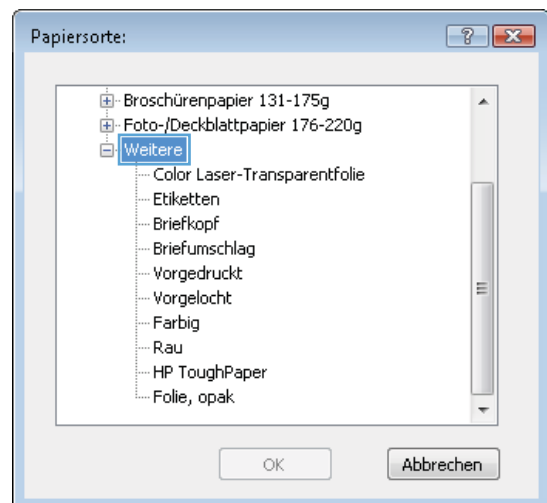 Papiersorte:
Broschürenpapier 131-175g
Foto-/Deckblattpapier 176-220g
Weitere
Color Laser-Transparentfolie
Etiketten
Briefkopf
Briefumschlag
Vorgedruckt
Vorgelocht
Farbig
Rau
HP ToughPaper
Folie, opak
OK Abbrechen